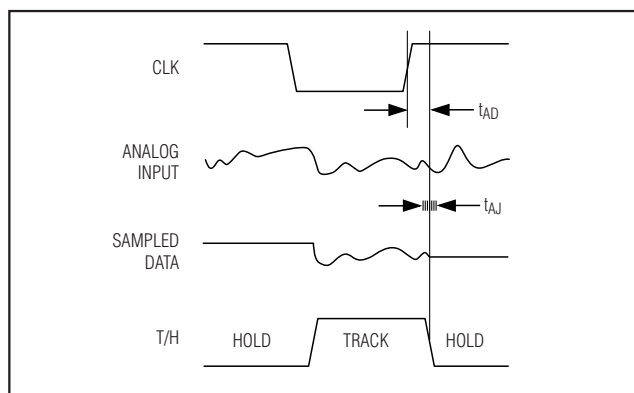 CLK
tAD
ANALOG
INPUT
tAJ
SAMPLED
DATA
T/H
HOLD
TRACK
HOLD